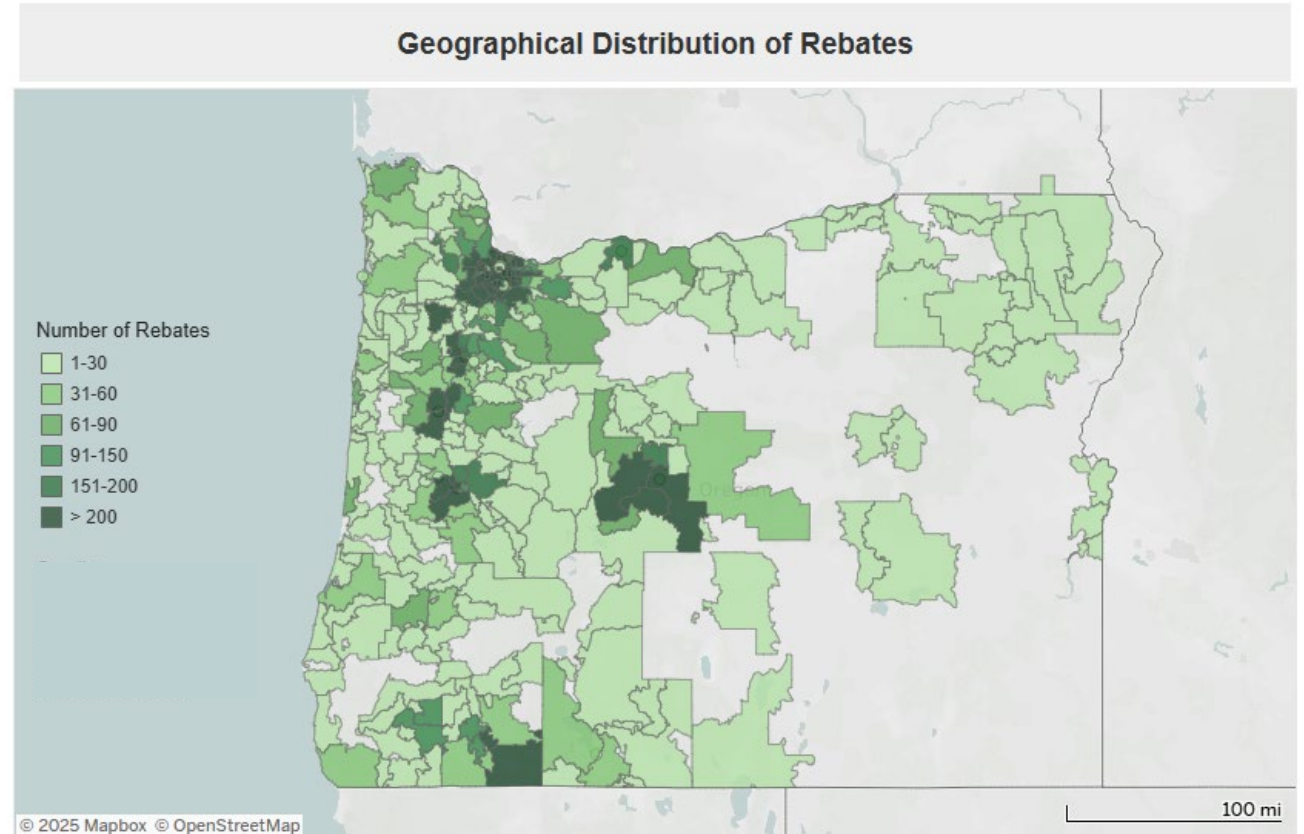 Geographical Distribution of Rebates
Number of Rebates
1-30
31-60
61-90
91-150
151-200
> 200
Oregon
100 mi
© 2025 Mapbox © OpenStreetMap